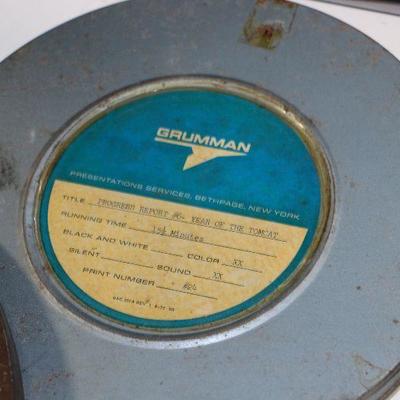 GRUMMAN
PRESENTATIONS SERVICES, BETHPAGE, NEW YORK
TITLE PROGRESS REPORT #6- YEAR OF THE TOMCAT
RUNNING TIME 15½ Minutes
BLACK AND WHITE COLOR XX
SILENT SOUND XX
PRINT NUMBER #24